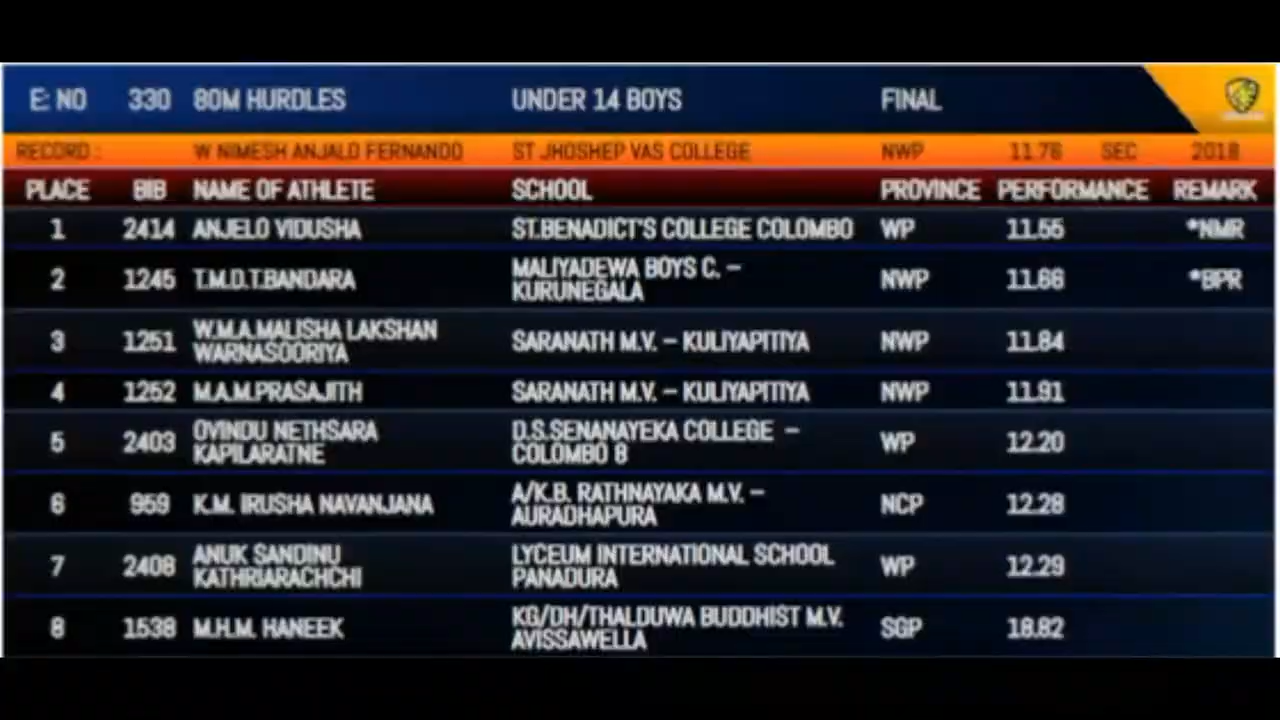 E: NO 330 80M HURDLES UNDER 14 BOYS FINAL
RECORD : W NIMESH ANJALO FERNANDO ST JHOSHEP VAS COLLEGE NWP 11.76 SEC 2018
PLACE BIB NAME OF ATHLETE SCHOOL PROVINCE PERFORMANCE REMARK
1 2414 ANJELO VIDUSHA ST.BENADICT'S COLLEGE COLOMBO WP 11.55 *NMR
2 1245 T.M.D.T.BANDARA MALIYADEWA BOYS C. – KURUNEGALA NWP 11.66 *BPR
3 1251 W.M.A.MALISHA LAKSHAN WARNASOORIYA SARANATH M.V. – KULIYAPITIYA NWP 11.84
4 1252 M.A.M.PRASAJITH SARANATH M.V. – KULIYAPITIYA NWP 11.91
5 2403 OVINDU NETHSARA KAPILARATNE D.S.SENANAYEKA COLLEGE – COLOMBO 8 WP 12.20
6 959 K.M. IRUSHA NAVANJANA A/K.B. RATHNAYAKA M.V. – AURADHAPURA NCP 12.28
7 2408 ANUK SANDINU KATHRIARACHCHI LYCEUM INTERNATIONAL SCHOOL PANADURA WP 12.29
8 1538 M.H.M. HANEEK KG/DH/THALDUWA BUDDHIST M.V. AVISSAWELLA SGP 18.82